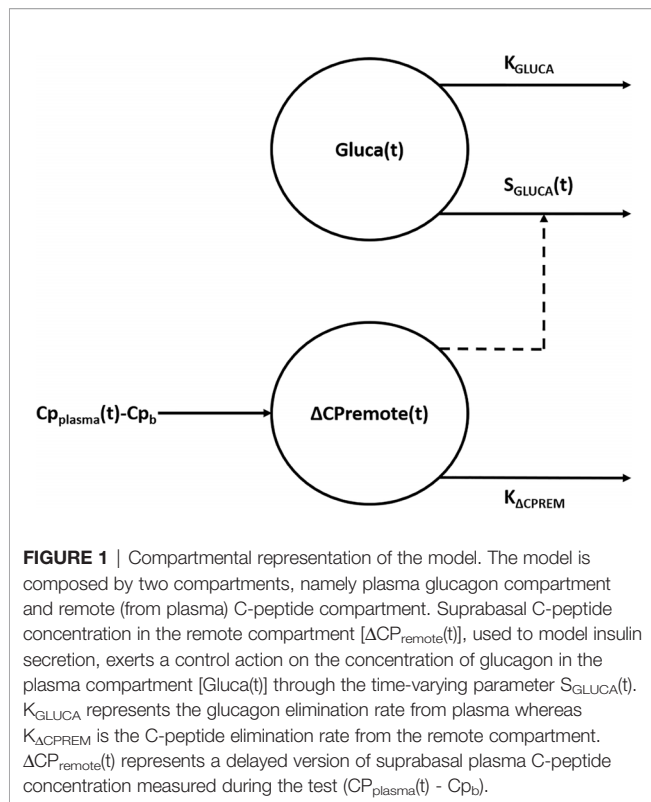 K_GLUCA
Gluca(t)
S_GLUCA(t)
Cp_plasma(t)-Cp_b
ΔCPremote(t)
K_ΔCPREM
FIGURE 1 | Compartmental representation of the model. The model is
composed by two compartments, namely plasma glucagon compartment
and remote (from plasma) C-peptide compartment. Suprabasal C-peptide
concentration in the remote compartment [ΔCP_remote(t)], used to model insulin
secretion, exerts a control action on the concentration of glucagon in the
plasma compartment [Gluca(t)] through the time-varying parameter S_GLUCA(t).
K_GLUCA represents the glucagon elimination rate from plasma whereas
K_ΔCPREM is the C-peptide elimination rate from the remote compartment.
ΔCP_remote(t) represents a delayed version of suprabasal plasma C-peptide
concentration measured during the test (CP_plasma(t) - Cp_b).